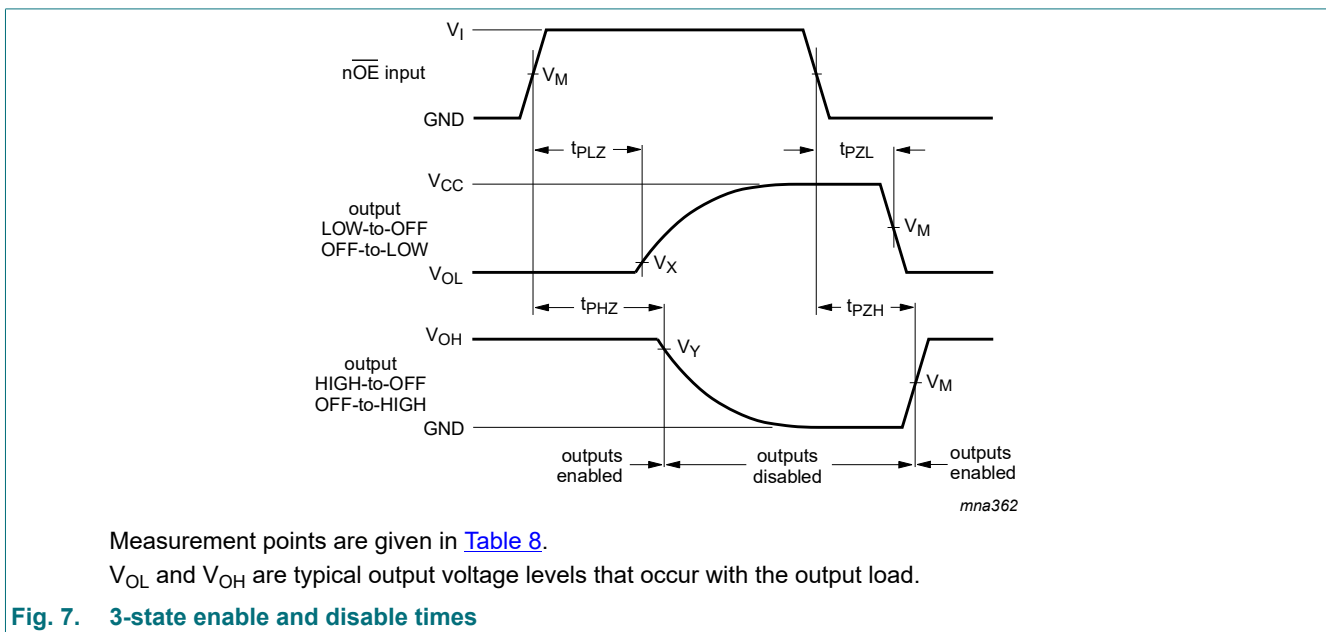 V_I
nO̅E̅ input
V_M
GND
t_PLZ
t_PZL
V_CC
output
LOW-to-OFF
OFF-to-LOW
V_M
V_X
V_OL
t_PHZ
t_PZH
V_OH
V_Y
output
HIGH-to-OFF
OFF-to-HIGH
V_M
GND
outputs
enabled
outputs
disabled
outputs
enabled
mna362
Measurement points are given in Table 8.
V_OL and V_OH are typical output voltage levels that occur with the output load.
Fig. 7. 3-state enable and disable times